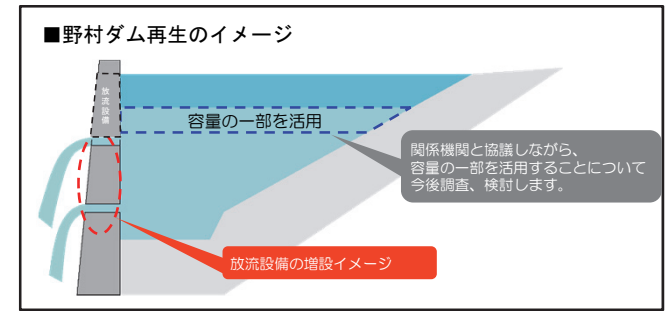 ■野村ダム再生のイメージ
放流設備
容量の一部を活用
関係機関と協議しながら、
容量の一部を活用することについて
今後調査、検討します。
放流設備の増設イメージ